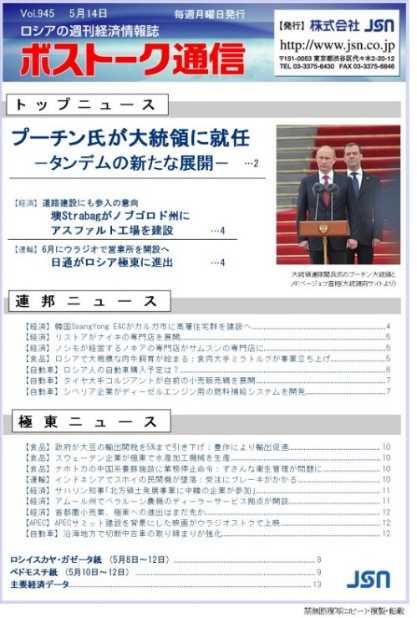 Vol.945　5月14日
毎週月曜日発行
ロシアの週刊経済情報誌
ボストーク通信
【発行】 株式会社 JSN
http://www.jsn.co.jp
〒151-0053 東京都渋谷区代々木2-20-12
TEL 03-3375-6430　FAX 03-3375-6846
トップニュース
プーチン氏が大統領に就任
－タンデムの新たな展開－ …2
【経済】 道路建設にも参入の意向
墺Strabagがノブゴロド州に
アスファルト工場を建設 …4
【運輸】 6月にウラジオで営業所を開設へ
日通がロシア極東に進出 …4
大統領連隊閲兵式のプーチン大統領と
メドベージェフ首相(大統領府サイトより)
連邦ニュース
【経済】 韓国SsangYong E&Cがカルガ市に高層住宅群を建設へ 4
【経済】 リストアがナイキの専門店を展開 5
【経済】 ノシモが経営するノキアの専門店がサムスンの専門店に 5
【食品】 ロシアで大規模な肉牛飼育が始まる：食肉大手ミラトルグが事業立ち上げ 5
【自動車】 ロシア人の自動車購入予定は？ 6
【自動車】 タイヤ大手コルジアントが自前の小売販売網を展開 7
【自動車】 シベリア企業がディーゼルエンジン用の燃料補給システムを開発 7
極東ニュース
【食品】 政府が大豆の輸出関税を5%まで引き下げ：豊作により輸出促進 10
【食品】 スウェーデン企業が極東で水産加工機械を生産 10
【食品】 ナホトカの中国系養豚施設に業務停止命令：ずさんな衛生管理が問題に 10
【運輸】 インドネシアでスホイの民間機が墜落：受注にブレーキがかかる 10
【経済】 サハリン知事「北方領土発展事業に中韓の企業が参加」 11
【経済】 アムール州でベラルーシ農機のディーラーサービス拠点が開設 11
【経済】 首都圏小売業、極東への進出はまだ先か 12
【APEC】 APECサミット建設を背景にした映画がウラジオストクで上映 12
【自動車】 沿海地方で切断中古車の取り締まりが強化 12
ロシイスカヤ・ガゼータ紙　(5月8日～12日) 8
ベドモスチ紙　(5月10日～12日) 9
主要経済データ 13
JSN
禁無断複写(コピー)・複製・転載